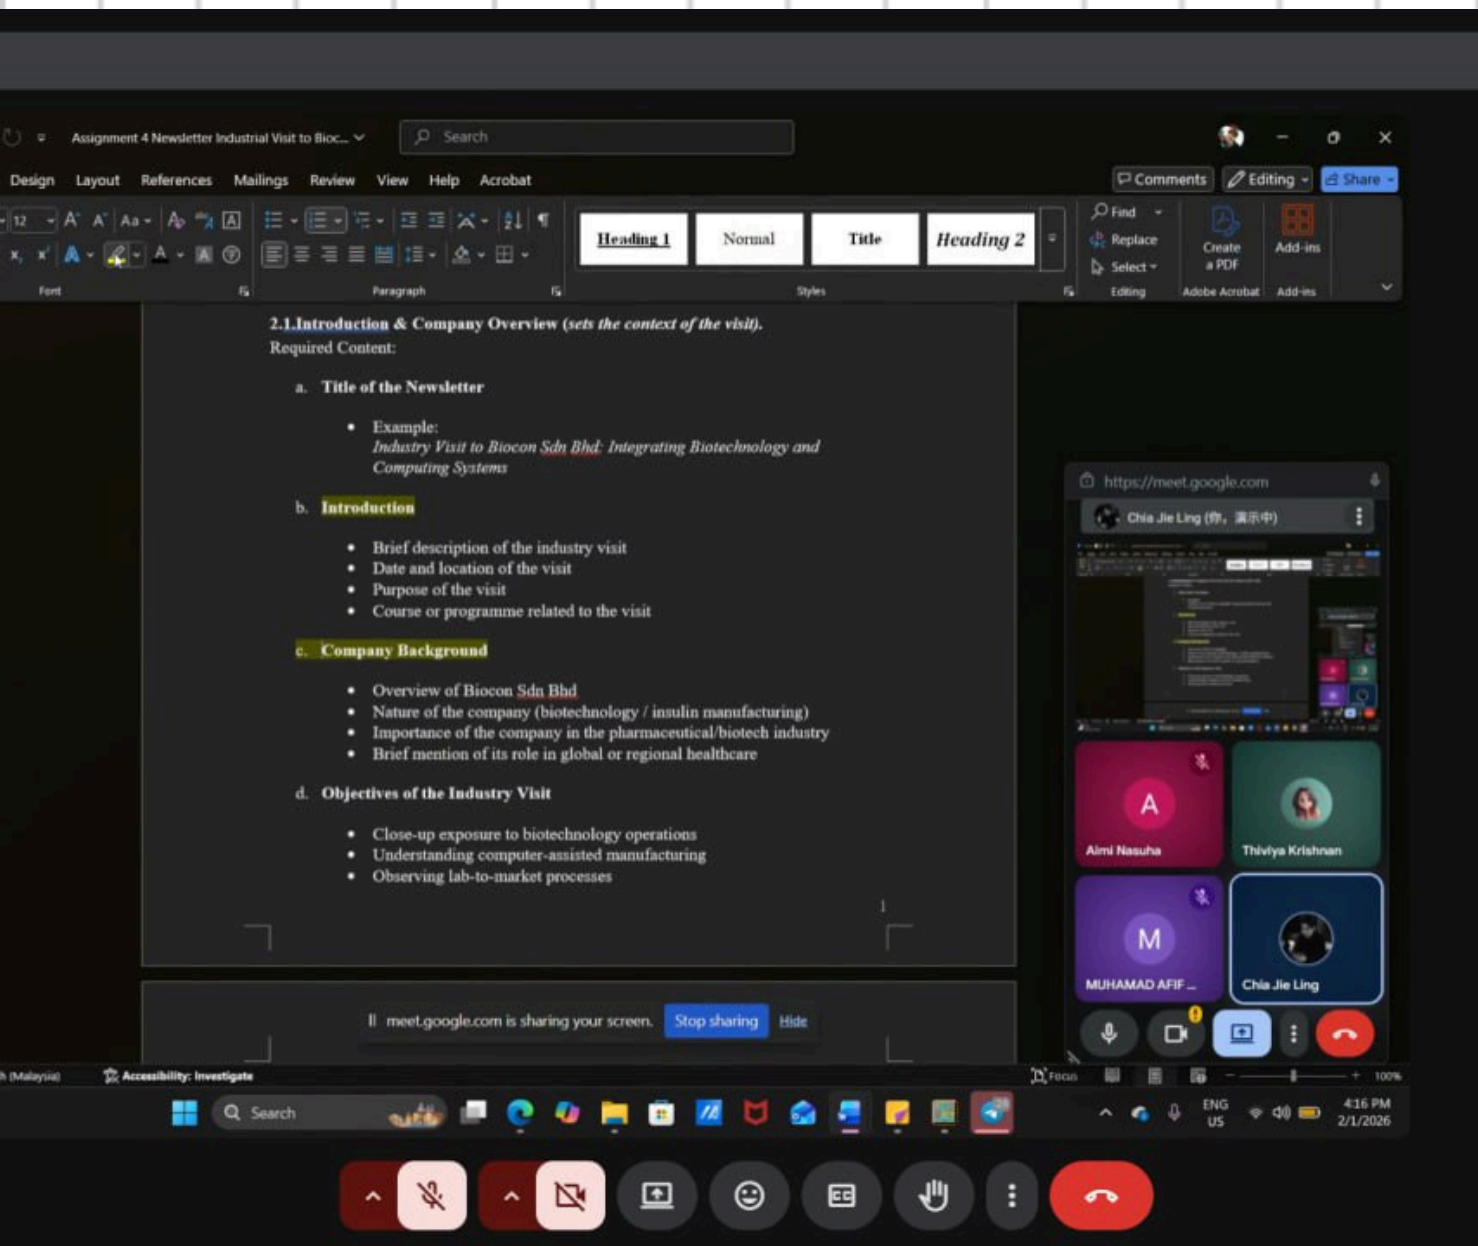 Assignment 4 Newsletter Industrial Visit to Bioc...
Search
Design Layout References Mailings Review View Help Acrobat
Comments Editing Share
12 Aa
Heading 1 Normal Title Heading 2
Find
Replace
Select
Create
a PDF
Add-ins
Font Paragraph Styles Editing Adobe Acrobat Add-ins
2.1.Introduction & Company Overview (sets the context of the visit).
Required Content:
a. Title of the Newsletter
• Example:
Industry Visit to Biocon Sdn Bhd: Integrating Biotechnology and
Computing Systems
b. Introduction
• Brief description of the industry visit
• Date and location of the visit
• Purpose of the visit
• Course or programme related to the visit
c. Company Background
• Overview of Biocon Sdn Bhd
• Nature of the company (biotechnology / insulin manufacturing)
• Importance of the company in the pharmaceutical/biotech industry
• Brief mention of its role in global or regional healthcare
d. Objectives of the Industry Visit
• Close-up exposure to biotechnology operations
• Understanding computer-assisted manufacturing
• Observing lab-to-market processes
1
https://meet.google.com
Chia Jie Ling (你，演示中)
A
Aimi Nasuha
Thiviya Krishnan
M
MUHAMAD AFIF ...
Chia Jie Ling
meet.google.com is sharing your screen. Stop sharing Hide
(Malaysia) Accessibility: Investigate
Focus
100%
Search
ENG
US
4:16 PM
2/1/2026